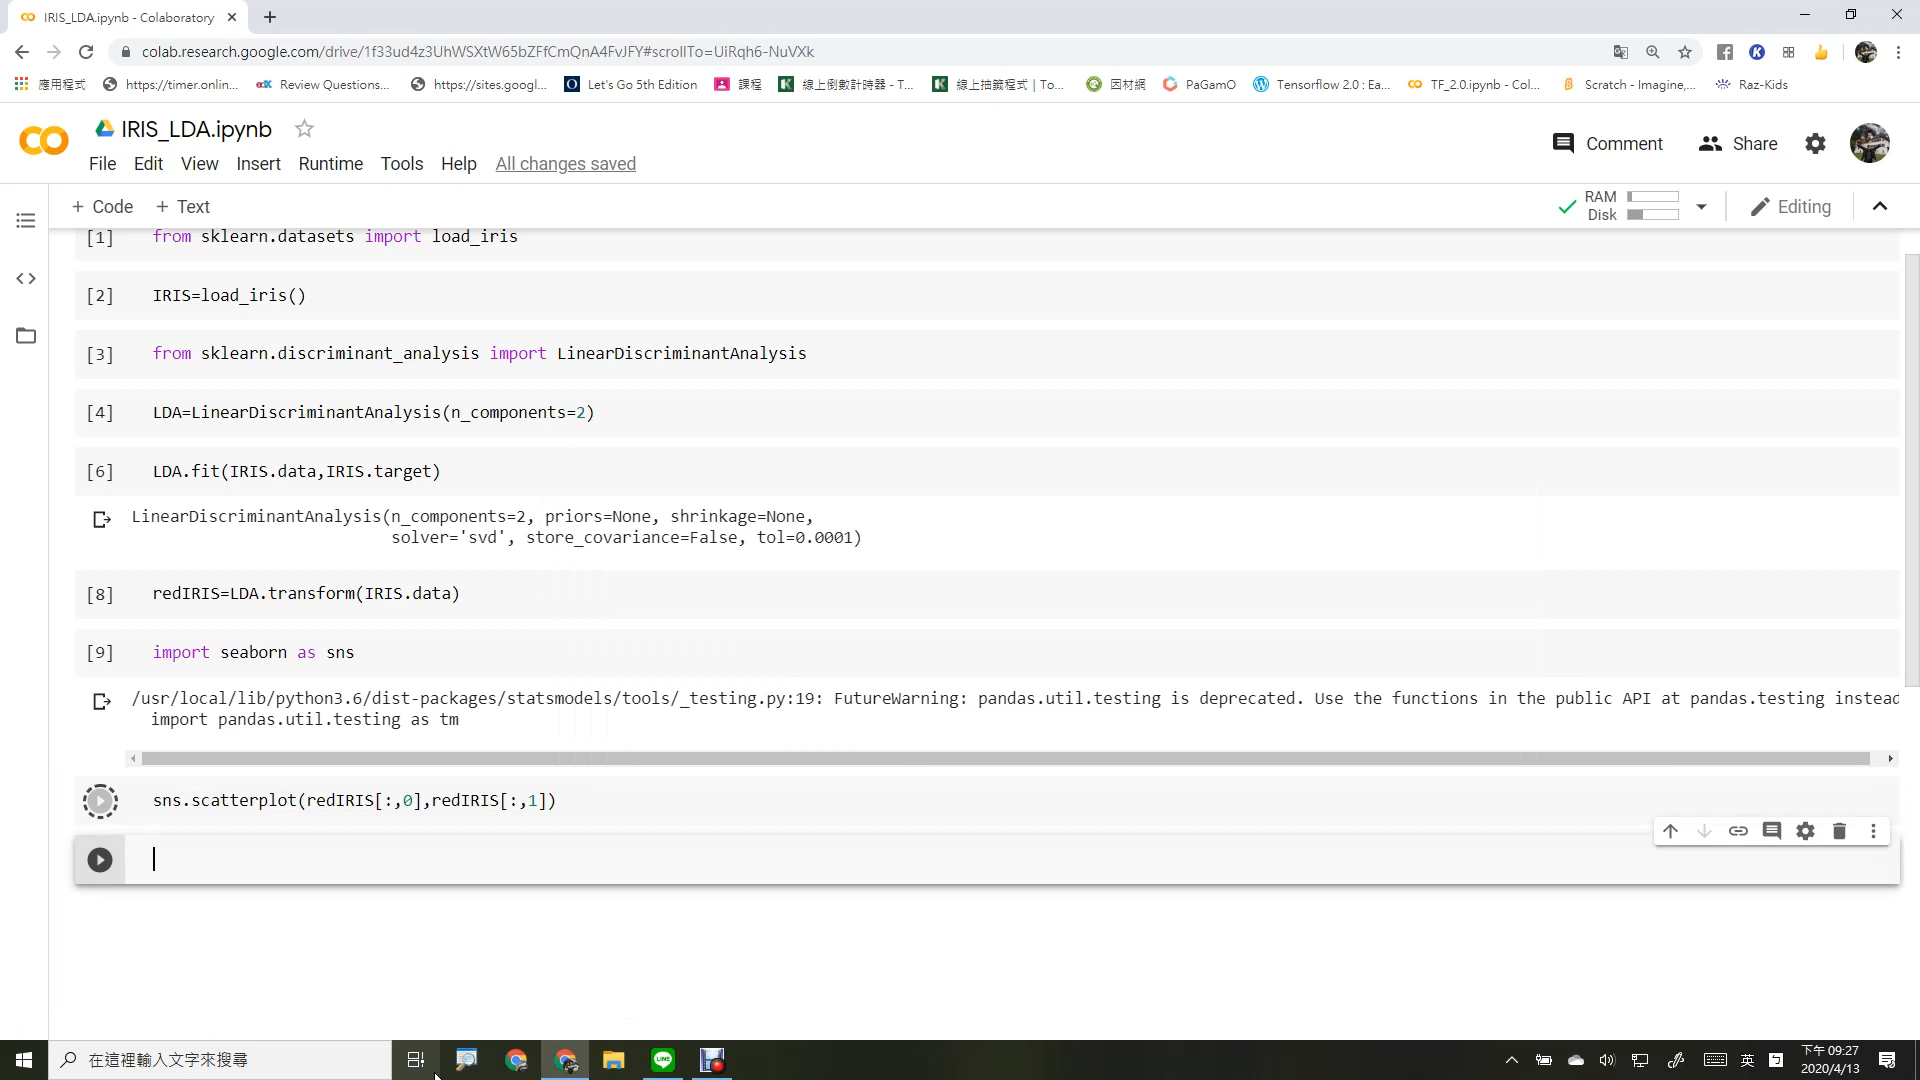 IRIS_LDA.ipynb - Colaboratory
colab.research.google.com/drive/1f33ud4z3UhWSXtW65bZFfCmQnA4FvJFY#scrollTo=UiRqh6-NuVXk
應用程式 https://timer.onlin... edX Review Questions... https://sites.googl... Let's Go 5th Edition 課程 線上倒數計時器 - T... 線上抽籤程式 | To... 因材網 PaGamO Tensorflow 2.0 : Ea... TF_2.0.ipynb - Col... Scratch - Imagine,... Raz-Kids
IRIS_LDA.ipynb
Comment Share
File Edit View Insert Runtime Tools Help All changes saved
+ Code + Text
RAM
Disk
Editing
[1] from sklearn.datasets import load_iris
[2] IRIS=load_iris()
[3] from sklearn.discriminant_analysis import LinearDiscriminantAnalysis
[4] LDA=LinearDiscriminantAnalysis(n_components=2)
[6] LDA.fit(IRIS.data,IRIS.target)
LinearDiscriminantAnalysis(n_components=2, priors=None, shrinkage=None,
solver='svd', store_covariance=False, tol=0.0001)
[8] redIRIS=LDA.transform(IRIS.data)
[9] import seaborn as sns
/usr/local/lib/python3.6/dist-packages/statsmodels/tools/_testing.py:19: FutureWarning: pandas.util.testing is deprecated. Use the functions in the public API at pandas.testing instead
import pandas.util.testing as tm
sns.scatterplot(redIRIS[:,0],redIRIS[:,1])
在這裡輸入文字來搜尋
LINE
英
下午 09:27
2020/4/13